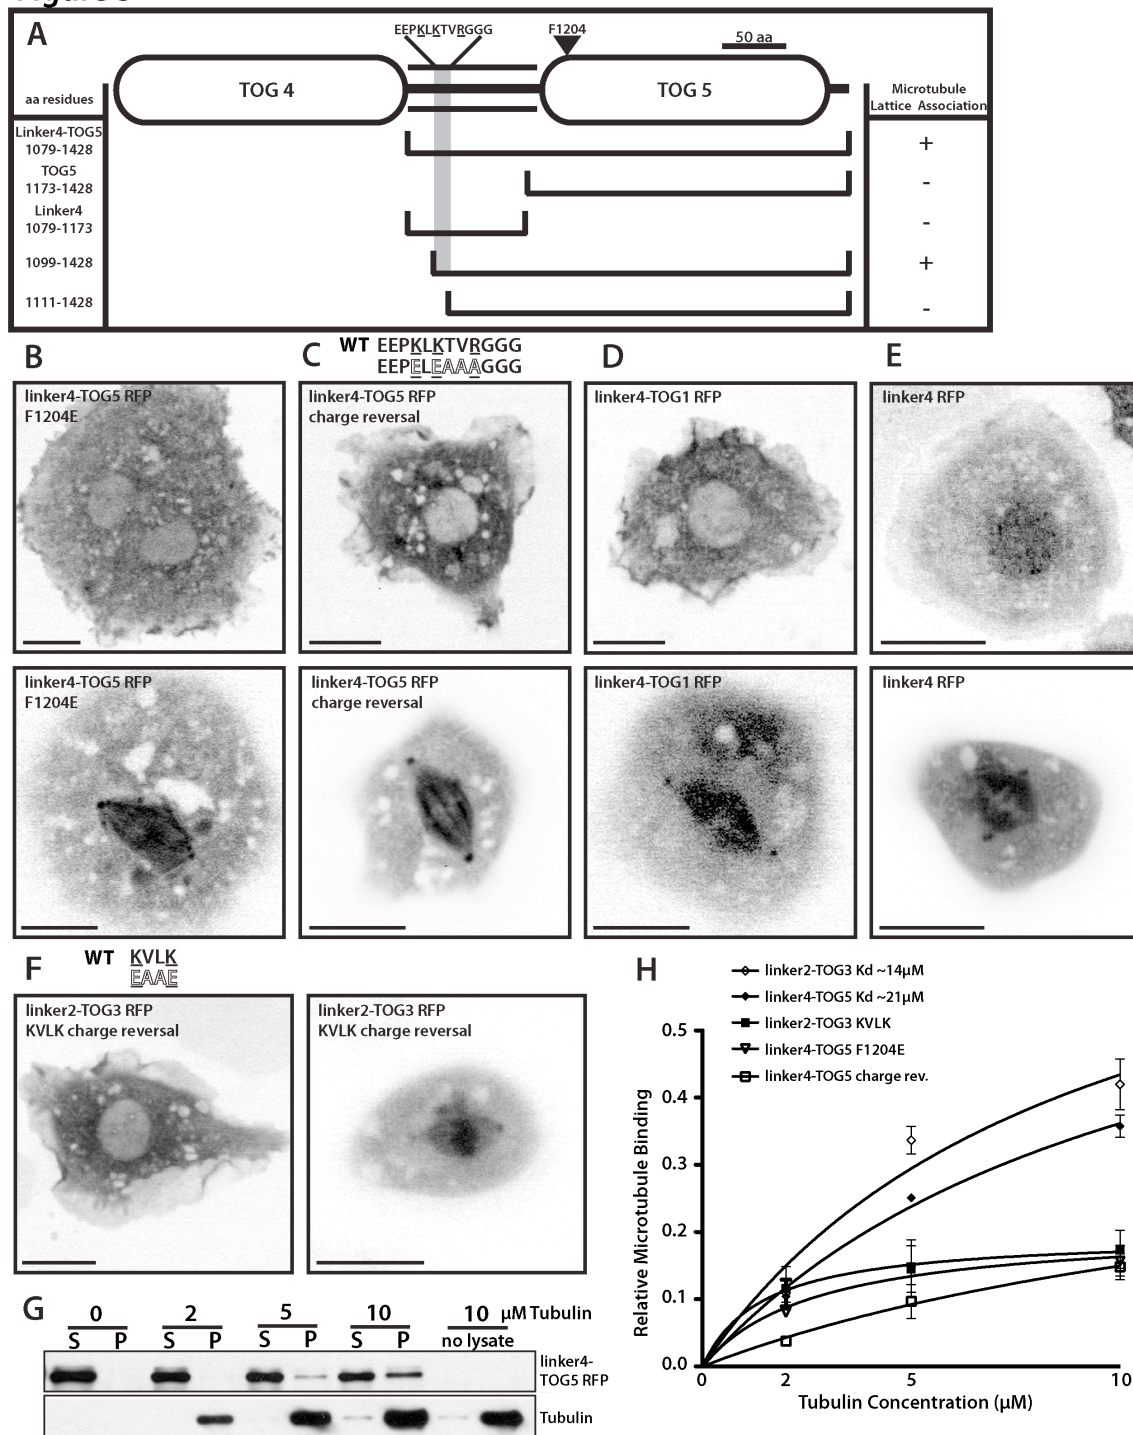 A
EEPKLKTVRGGG
F1204
50 aa
TOG 4
TOG 5
aa residues
Microtubule
Lattice Association
Linker4-TOG5
1079-1428
+
TOG5
1173-1428
-
Linker4
1079-1173
-
1099-1428
+
1111-1428
-
B
C
WT EEPKLKTVRGGG
EEPELEAAAGGG
D
E
linker4-TOG5 RFP
F1204E
linker4-TOG5 RFP
charge reversal
linker4-TOG1 RFP
linker4 RFP
linker4-TOG5 RFP
F1204E
linker4-TOG5 RFP
charge reversal
linker4-TOG1 RFP
linker4 RFP
F
WT KVLK
EAAE
linker2-TOG3 RFP
KVLK charge reversal
linker2-TOG3 RFP
KVLK charge reversal
G
0 2 5 10 10 µM Tubulin
S P S P S P S P no lysate
linker4-
TOG5 RFP
Tubulin
H
linker2-TOG3 Kd ~14µM
linker4-TOG5 Kd ~21µM
linker2-TOG3 KVLK
linker4-TOG5 F1204E
linker4-TOG5 charge rev.
Relative Microtubule Binding
0.5
0.4
0.3
0.2
0.1
0.0
0 2 5 10
Tubulin Concentration (µM)